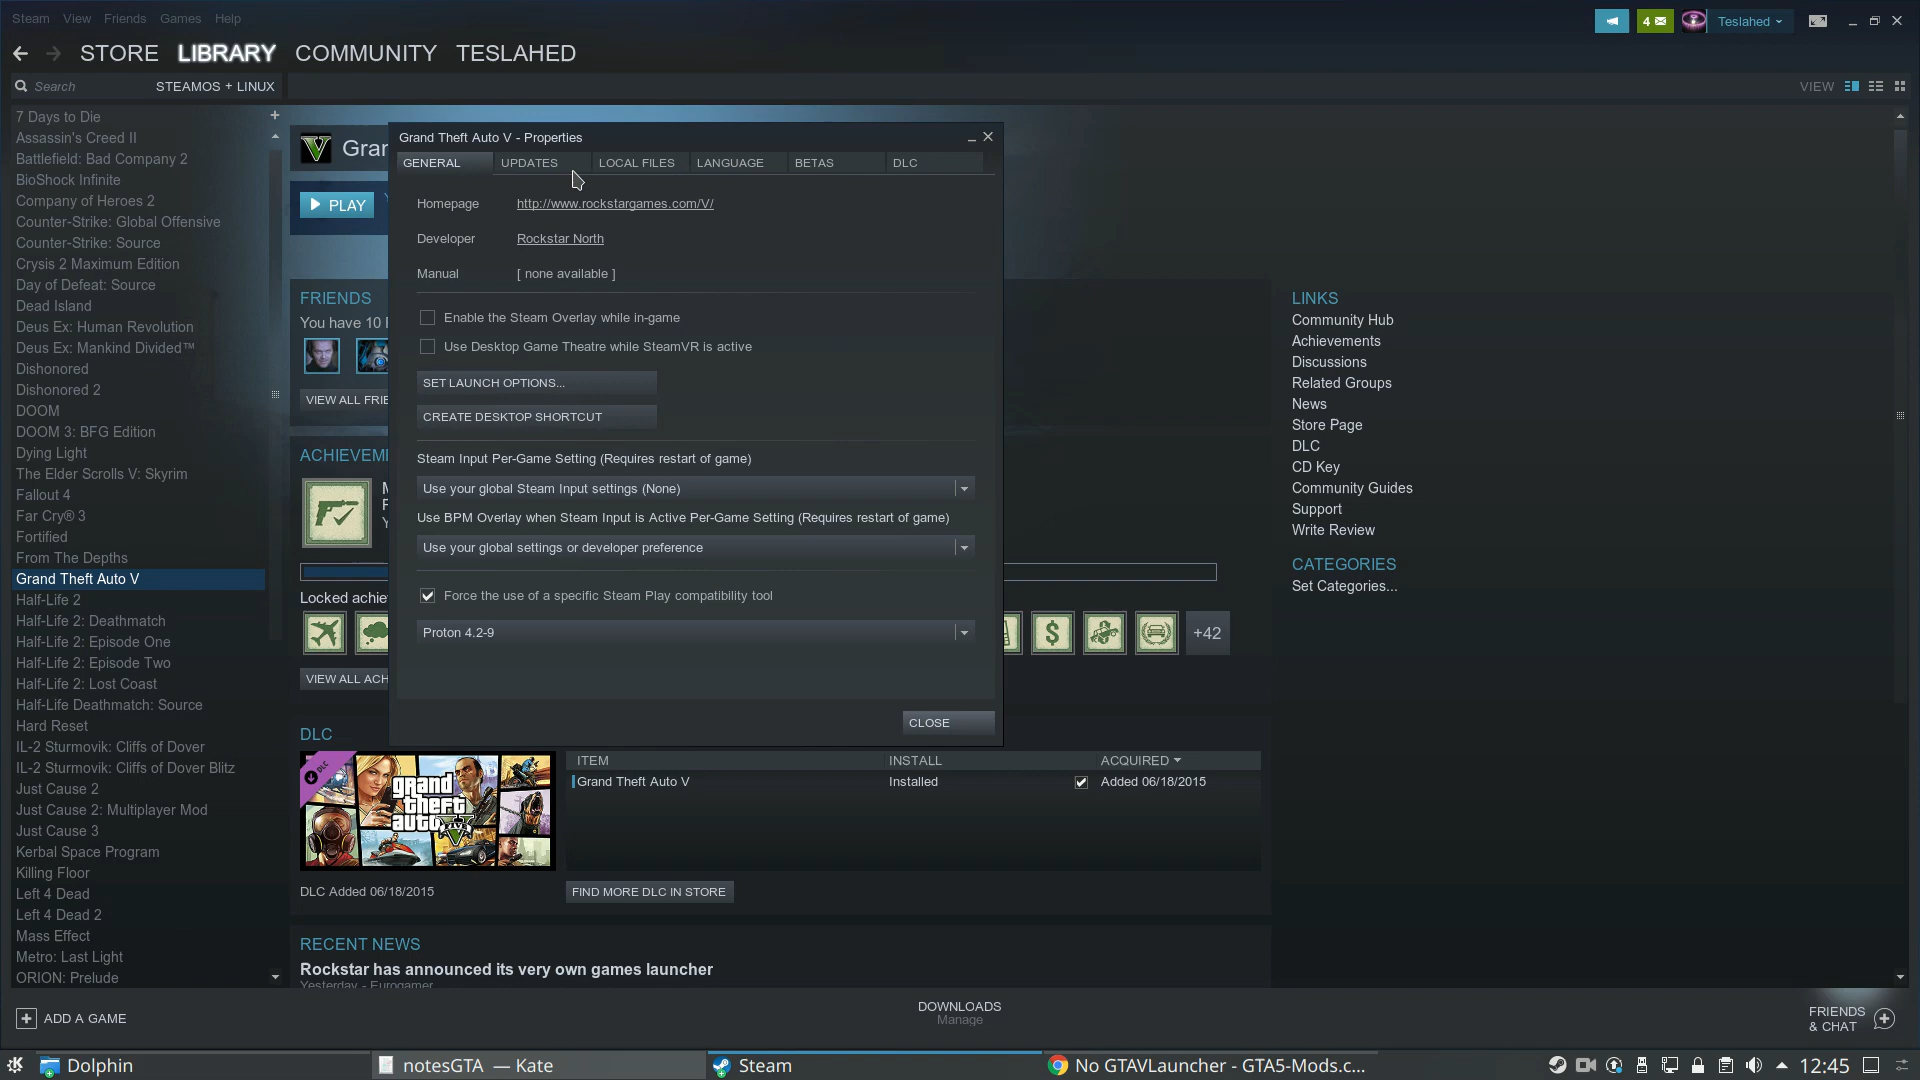 Steam View Friends Games Help
4 Teslahed
STORE LIBRARY COMMUNITY TESLAHED
Search STEAMOS + LINUX VIEW
7 Days to Die
Assassin's Creed II
Battlefield: Bad Company 2
BioShock Infinite
Company of Heroes 2
Counter-Strike: Global Offensive
Counter-Strike: Source
Crysis 2 Maximum Edition
Day of Defeat: Source
Dead Island
Deus Ex: Human Revolution
Deus Ex: Mankind Divided™
Dishonored
Dishonored 2
DOOM
DOOM 3: BFG Edition
Dying Light
The Elder Scrolls V: Skyrim
Fallout 4
Far Cry® 3
Fortified
From The Depths
Grand Theft Auto V
Half-Life 2
Half-Life 2: Deathmatch
Half-Life 2: Episode One
Half-Life 2: Episode Two
Half-Life 2: Lost Coast
Half-Life Deathmatch: Source
Hard Reset
IL-2 Sturmovik: Cliffs of Dover
IL-2 Sturmovik: Cliffs of Dover Blitz
Just Cause 2
Just Cause 2: Multiplayer Mod
Just Cause 3
Kerbal Space Program
Killing Floor
Left 4 Dead
Left 4 Dead 2
Mass Effect
Metro: Last Light
ORION: Prelude
Gran
PLAY
FRIENDS
You have 10
VIEW ALL FRIE
ACHIEVEM
Locked achie
VIEW ALL ACH
+42
Grand Theft Auto V - Properties
GENERAL UPDATES LOCAL FILES LANGUAGE BETAS DLC
Homepage http://www.rockstargames.com/V/
Developer Rockstar North
Manual [ none available ]
Enable the Steam Overlay while in-game
Use Desktop Game Theatre while SteamVR is active
SET LAUNCH OPTIONS...
CREATE DESKTOP SHORTCUT
Steam Input Per-Game Setting (Requires restart of game)
Use your global Steam Input settings (None)
Use BPM Overlay when Steam Input is Active Per-Game Setting (Requires restart of game)
Use your global settings or developer preference
Force the use of a specific Steam Play compatibility tool
Proton 4.2-9
CLOSE
LINKS
Community Hub
Achievements
Discussions
Related Groups
News
Store Page
DLC
CD Key
Community Guides
Support
Write Review
CATEGORIES
Set Categories...
DLC
DLC
grand
theft
auto
FIVE
DLC Added 06/18/2015
ITEM INSTALL ACQUIRED
Grand Theft Auto V Installed Added 06/18/2015
FIND MORE DLC IN STORE
RECENT NEWS
Rockstar has announced its very own games launcher
Yesterday - Eurogamer
ADD A GAME
DOWNLOADS
Manage
FRIENDS
& CHAT
Dolphin notesGTA — Kate Steam No GTAVLauncher - GTA5-Mods.c... 12:45